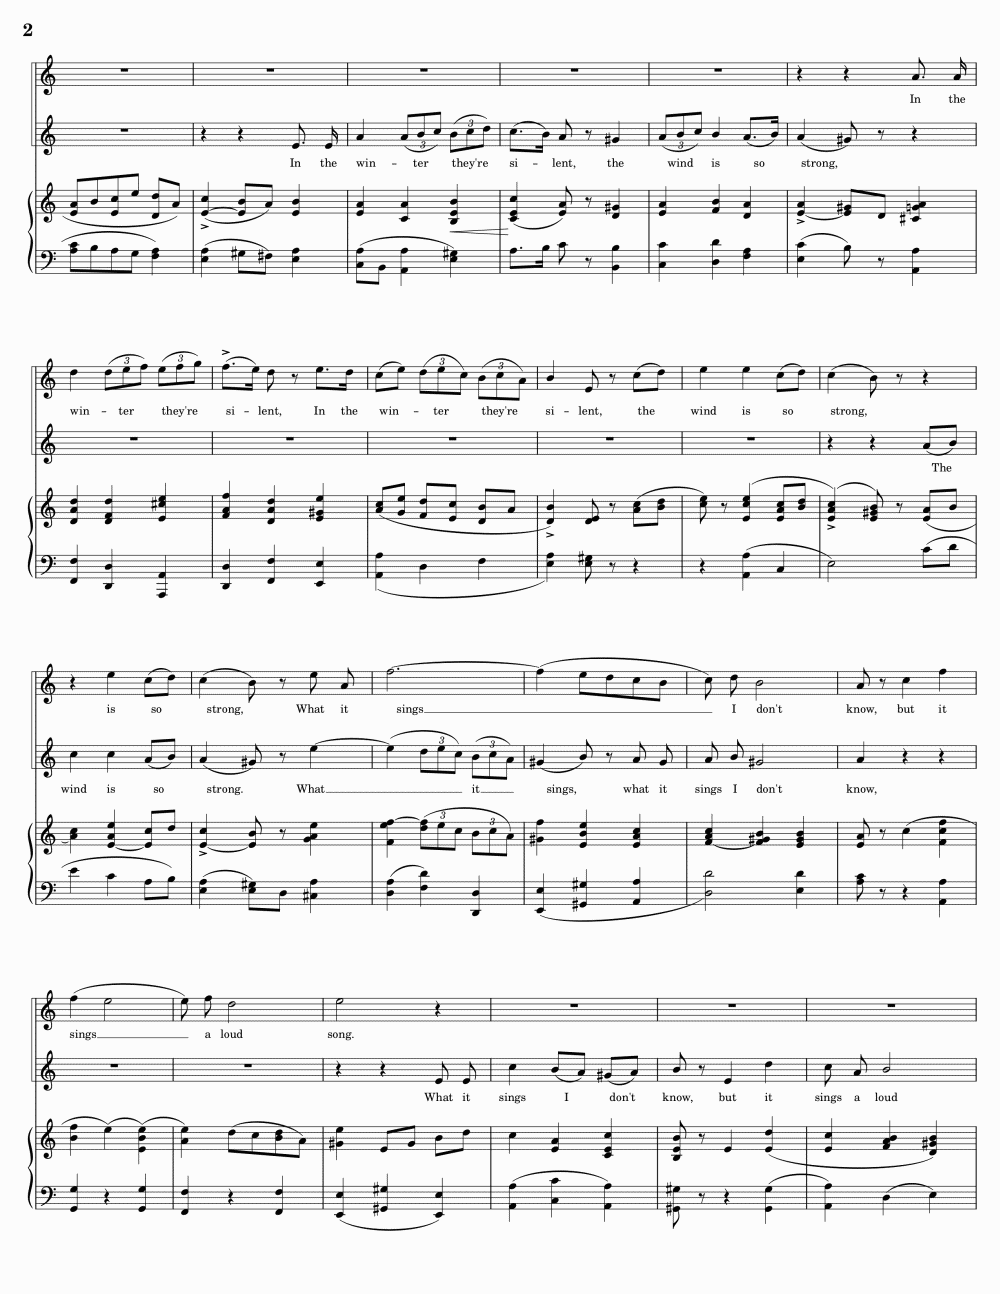 2
In the
In the win - ter they're si - lent, the wind is so strong,
win - ter they're si - lent, In the win - ter they're si - lent, the wind is so strong,
The
is so strong, What it sings I don't know, but it
wind is so strong. What it sings, what it sings I don't know,
sings a loud song.
What it sings I don't know, but it sings a loud